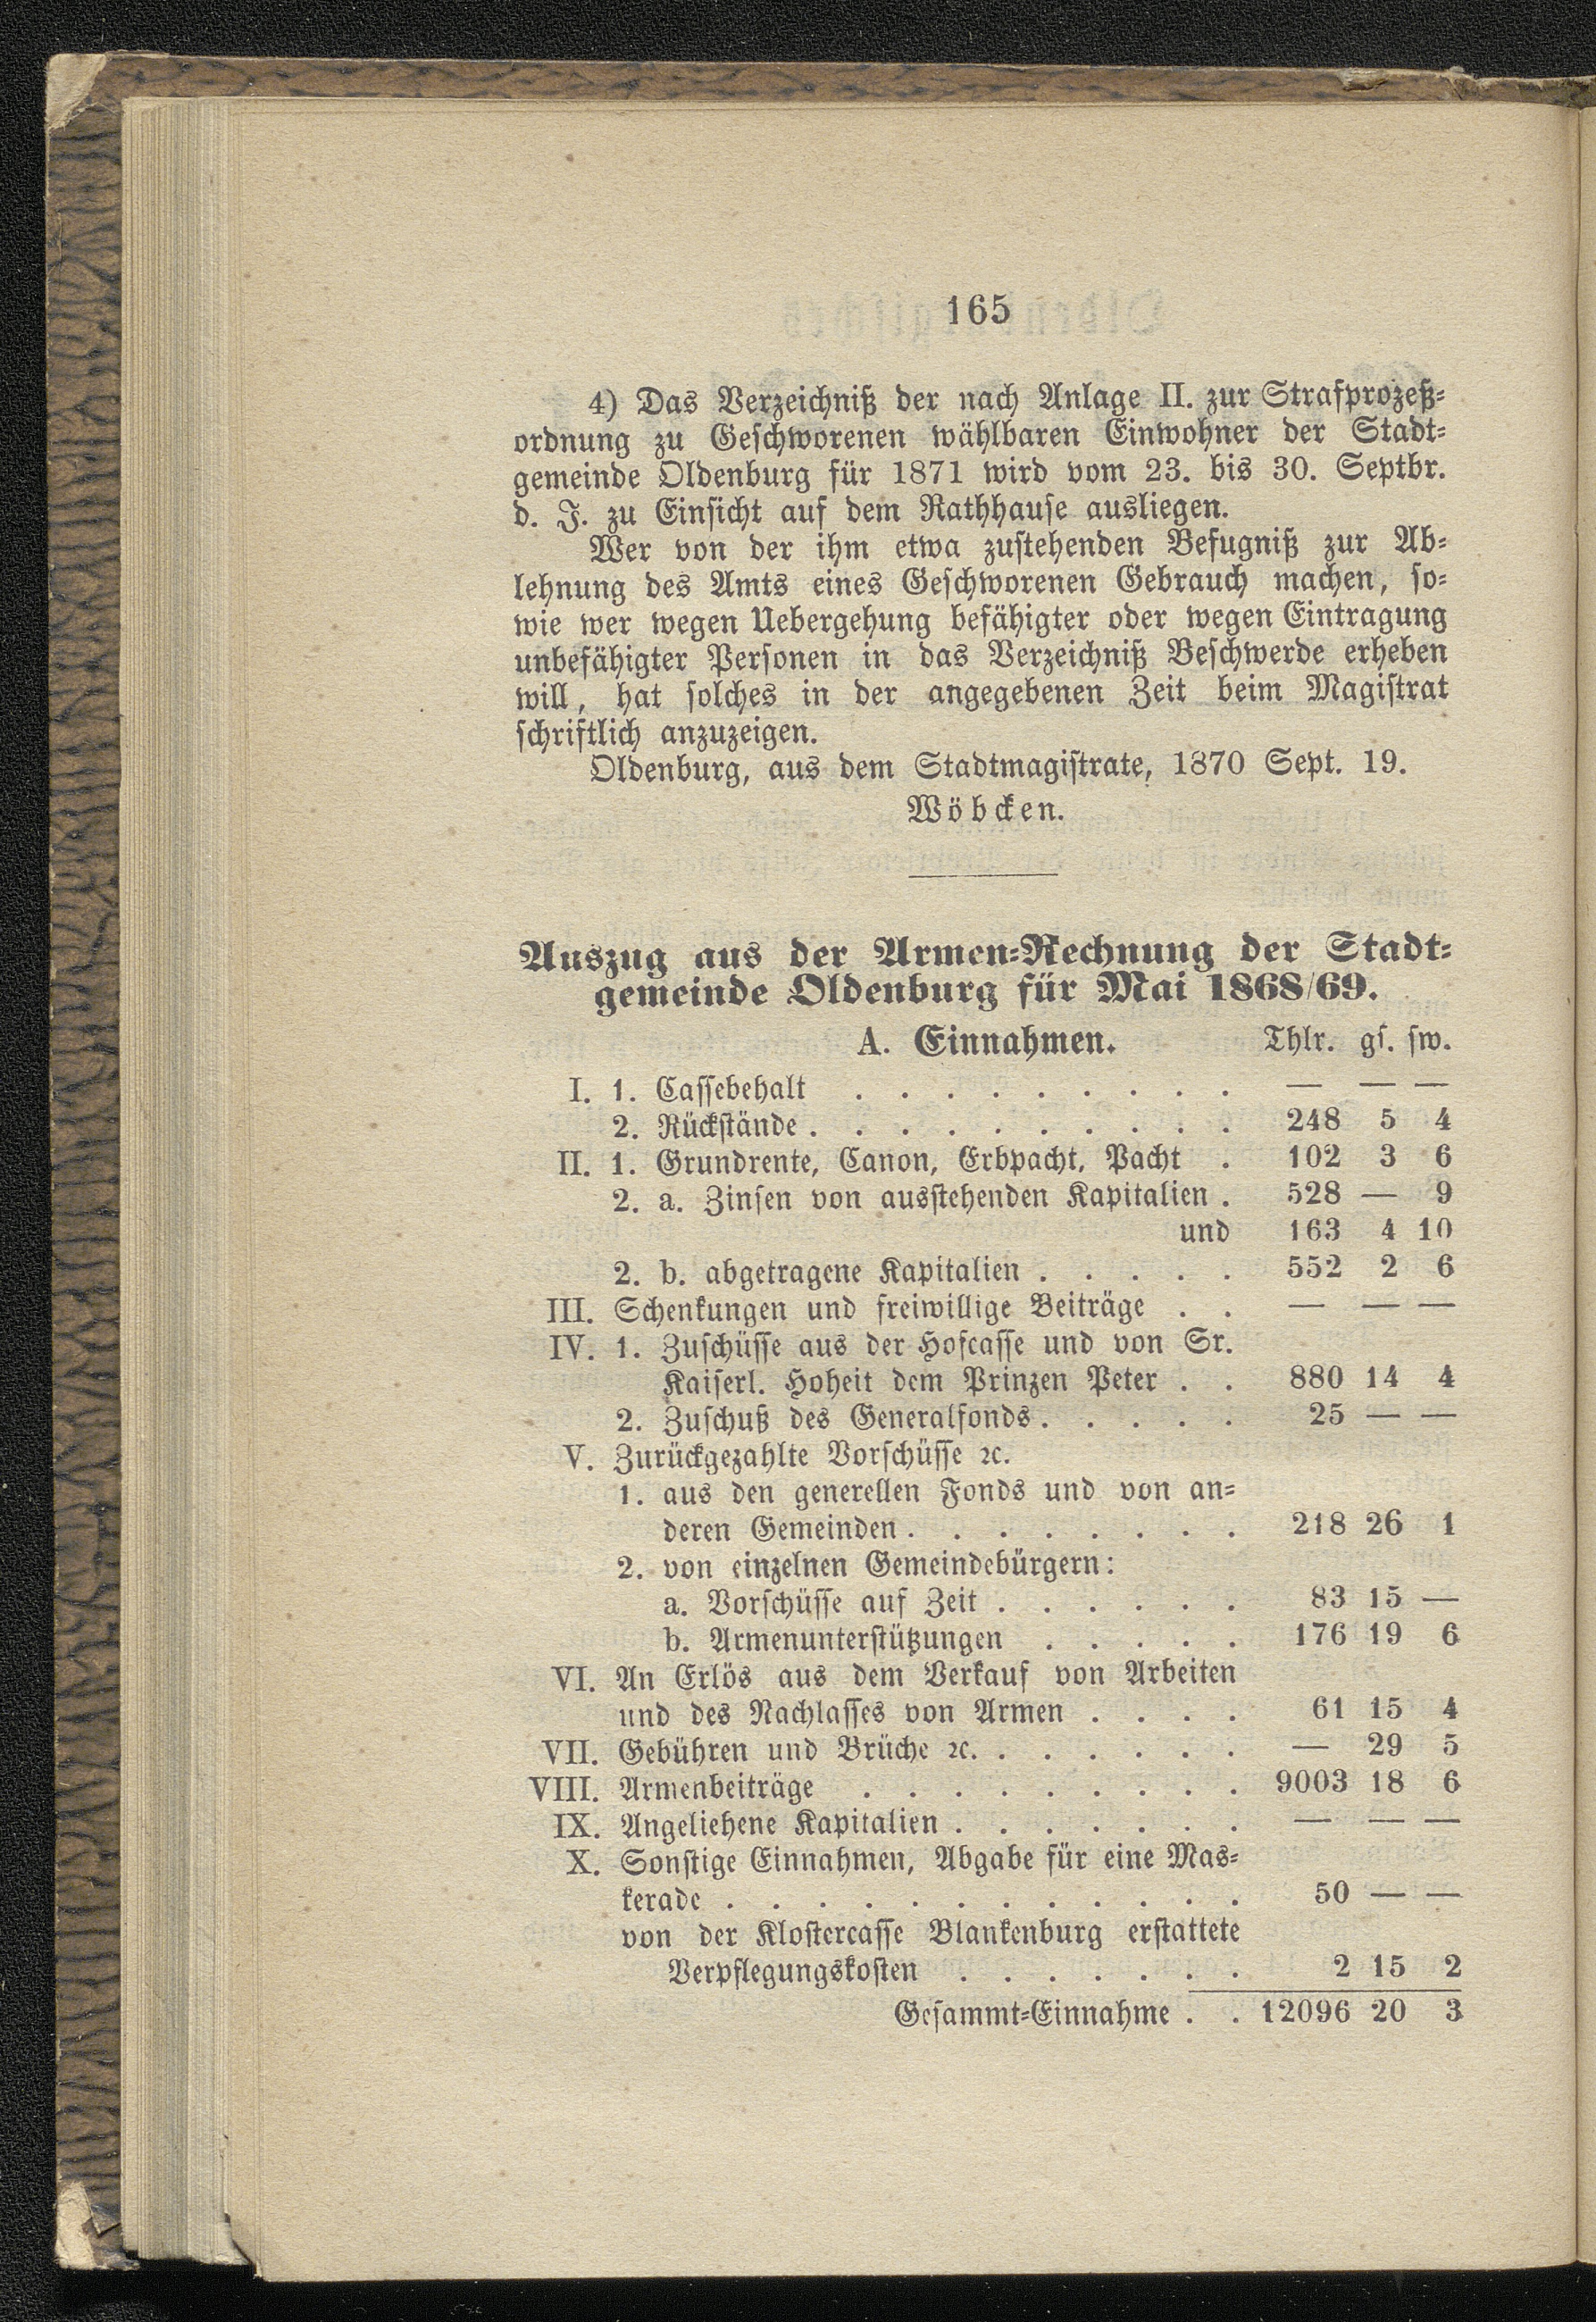 165
4) Das Verzeichniß der nach Anlage II. zur Strafprozeß-
ordnung zu Geschworenen wählbaren Einwohner der Stadt-
gemeinde Oldenburg für 1871 wird vom 23. bis 30. Septbr.
d. J. zu Einsicht auf dem Rathhause ausliegen.
Wer von der ihm etwa zustehenden Befugniß zur Ab-
lehnung des Amts eines Geschworenen Gebrauch machen, so-
wie wer wegen Uebergehung befähigter oder wegen Eintragung
unbefähigter Personen in das Verzeichniß Beschwerde erheben
will, hat solches in der angegebenen Zeit beim Magistrat
schriftlich anzuzeigen.
Oldenburg, aus dem Stadtmagistrate, 1870 Sept. 19.
Wöbcken.
Auszug aus der Armen-Rechnung der Stadt-
gemeinde Oldenburg für Mai 1868/69.
A. Einnahmen. Thlr. gs. sw.
I. 1. Cassebehalt . . . . . . . . . — — —
2. Rückstände . . . . . . . . . . 248 5 4
II. 1. Grundrente, Canon, Erbpacht, Pacht . 102 3 6
2. a. Zinsen von ausstehenden Kapitalien . 528 — 9
und 163 4 10
2. b. abgetragene Kapitalien . . . . . 552 2 6
III. Schenkungen und freiwillige Beiträge . . — — —
IV. 1. Zuschüsse aus der Hofcasse und von Sr.
Kaiserl. Hoheit dem Prinzen Peter . . 880 14 4
2. Zuschuß des Generalfonds . . . . . 25 — —
V. Zurückgezahlte Vorschüsse ꝛc.
1. aus den generellen Fonds und von an-
deren Gemeinden . . . . . . . . 218 26 1
2. von einzelnen Gemeindebürgern:
a. Vorschüsse auf Zeit . . . . . . 83 15 —
b. Armenunterstützungen . . . . . 176 19 6
VI. An Erlös aus dem Verkauf von Arbeiten
und des Nachlasses von Armen . . . . 61 15 4
VII. Gebühren und Brüche ꝛc. . . . . . . — 29 5
VIII. Armenbeiträge . . . . . . . . . 9003 18 6
IX. Angeliehene Kapitalien . . . . . . . — — —
X. Sonstige Einnahmen, Abgabe für eine Mas-
kerade . . . . . . . . . . . . 50 — —
von der Klostercasse Blankenburg erstattete
Verpflegungskosten . . . . . . . 2 15 2
Gesammt-Einnahme . . 12096 20 3